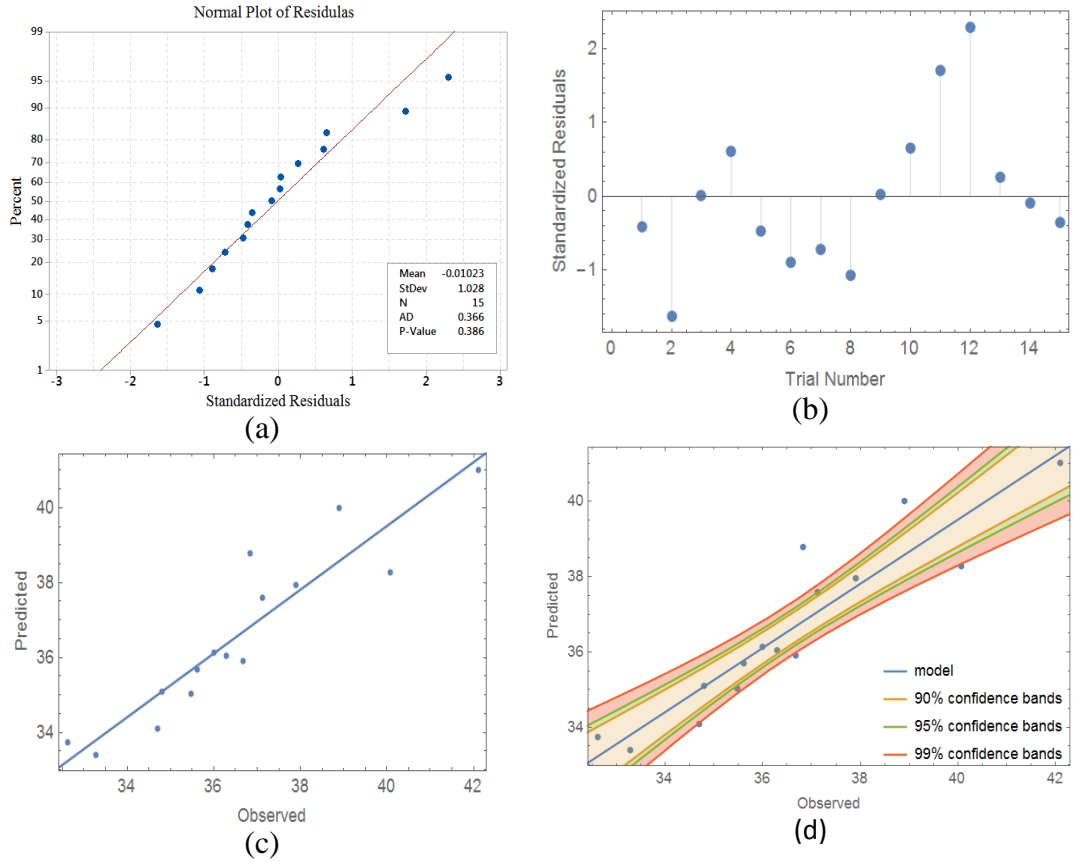 Normal Plot of Residulas
99
95
90
80
70
60
50
40
30
20
10
5
1
Percent
Mean -0.01023
StDev 1.028
N 15
AD 0.366
P-Value 0.386
-3 -2 -1 0 1 2 3
Standardized Residuals
(a)
2
1
0
−1
Standardized Residuals
0 2 4 6 8 10 12 14
Trial Number
(b)
40
38
36
34
Predicted
34 36 38 40 42
Observed
(c)
40
38
36
34
Predicted
model
90% confidence bands
95% confidence bands
99% confidence bands
34 36 38 40 42
Observed
(d)